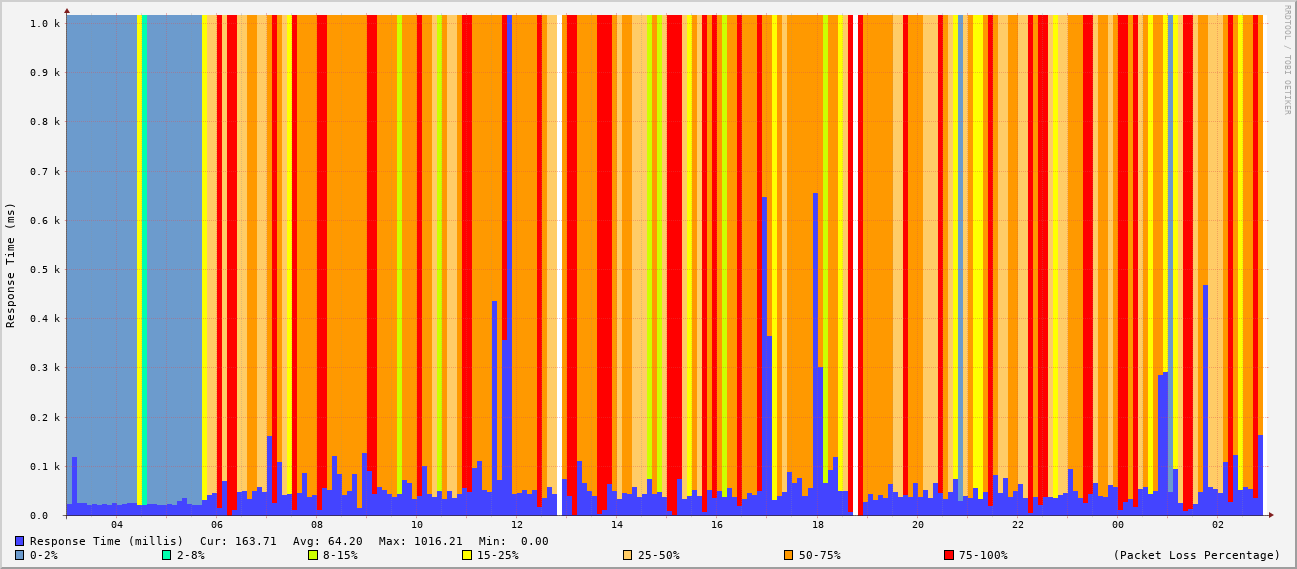 RRDTOOL / TOBI OETIKER
Response Time (ms)
1.0 k
0.9 k
0.8 k
0.7 k
0.6 k
0.5 k
0.4 k
0.3 k
0.2 k
0.1 k
0.0
04 06 08 10 12 14 16 18 20 22 00 02
Response Time (millis) Cur: 163.71 Avg: 64.20 Max: 1016.21 Min: 0.00
0-2% 2-8% 8-15% 15-25% 25-50% 50-75% 75-100% (Packet Loss Percentage)